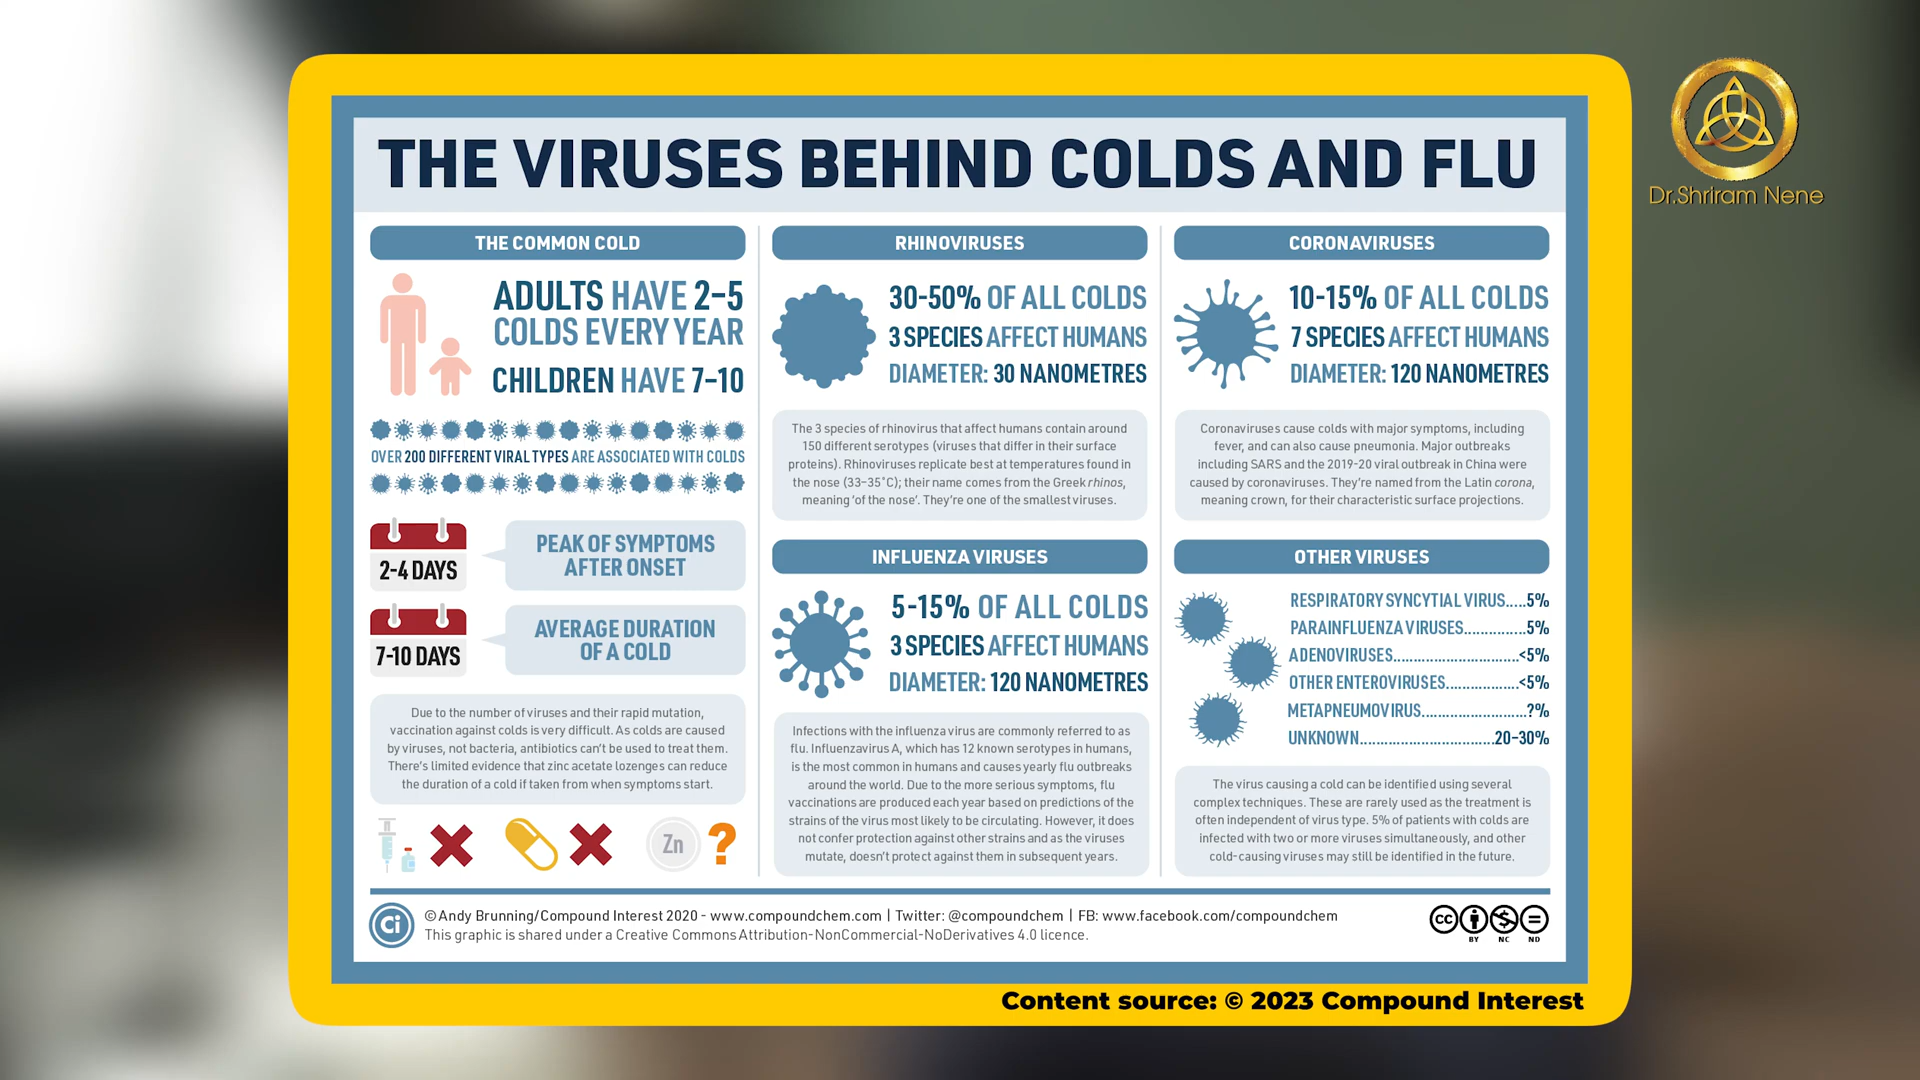 THE VIRUSES BEHIND COLDS AND FLU
Dr.Shriram Nene
THE COMMON COLD
ADULTS HAVE 2–5
COLDS EVERY YEAR
CHILDREN HAVE 7–10
OVER 200 DIFFERENT VIRAL TYPES ARE ASSOCIATED WITH COLDS
2-4 DAYS
PEAK OF SYMPTOMS
AFTER ONSET
7-10 DAYS
AVERAGE DURATION
OF A COLD
Due to the number of viruses and their rapid mutation,
vaccination against colds is very difficult. As colds are caused
by viruses, not bacteria, antibiotics can't be used to treat them.
There's limited evidence that zinc acetate lozenges can reduce
the duration of a cold if taken from when symptoms start.
Zn
?
RHINOVIRUSES
30-50% OF ALL COLDS
3 SPECIES AFFECT HUMANS
DIAMETER: 30 NANOMETRES
The 3 species of rhinovirus that affect humans contain around
150 different serotypes (viruses that differ in their surface
proteins). Rhinoviruses replicate best at temperatures found in
the nose (33–35˚C); their name comes from the Greek rhinos,
meaning 'of the nose'. They're one of the smallest viruses.
INFLUENZA VIRUSES
5-15% OF ALL COLDS
3 SPECIES AFFECT HUMANS
DIAMETER: 120 NANOMETRES
Infections with the influenza virus are commonly referred to as
flu. Influenzavirus A, which has 12 known serotypes in humans,
is the most common in humans and causes yearly flu outbreaks
around the world. Due to the more serious symptoms, flu
vaccinations are produced each year based on predictions of the
strains of the virus most likely to be circulating. However, it does
not confer protection against other strains and as the viruses
mutate, doesn't protect against them in subsequent years.
CORONAVIRUSES
10-15% OF ALL COLDS
7 SPECIES AFFECT HUMANS
DIAMETER: 120 NANOMETRES
Coronaviruses cause colds with major symptoms, including
fever, and can also cause pneumonia. Major outbreaks
including SARS and the 2019-20 viral outbreak in China were
caused by coronaviruses. They're named from the Latin corona,
meaning crown, for their characteristic surface projections.
OTHER VIRUSES
RESPIRATORY SYNCYTIAL VIRUS.....5%
PARAINFLUENZA VIRUSES..............5%
ADENOVIRUSES............................<5%
OTHER ENTEROVIRUSES................<5%
METAPNEUMOVIRUS.......................?%
UNKNOWN..............................20–30%
The virus causing a cold can be identified using several
complex techniques. These are rarely used as the treatment is
often independent of virus type. 5% of patients with colds are
infected with two or more viruses simultaneously, and other
cold-causing viruses may still be identified in the future.
Ci
© Andy Brunning/Compound Interest 2020 - www.compoundchem.com | Twitter: @compoundchem | FB: www.facebook.com/compoundchem
This graphic is shared under a Creative Commons Attribution-NonCommercial-NoDerivatives 4.0 licence.
CC
BY NC ND
Content source: © 2023 Compound Interest